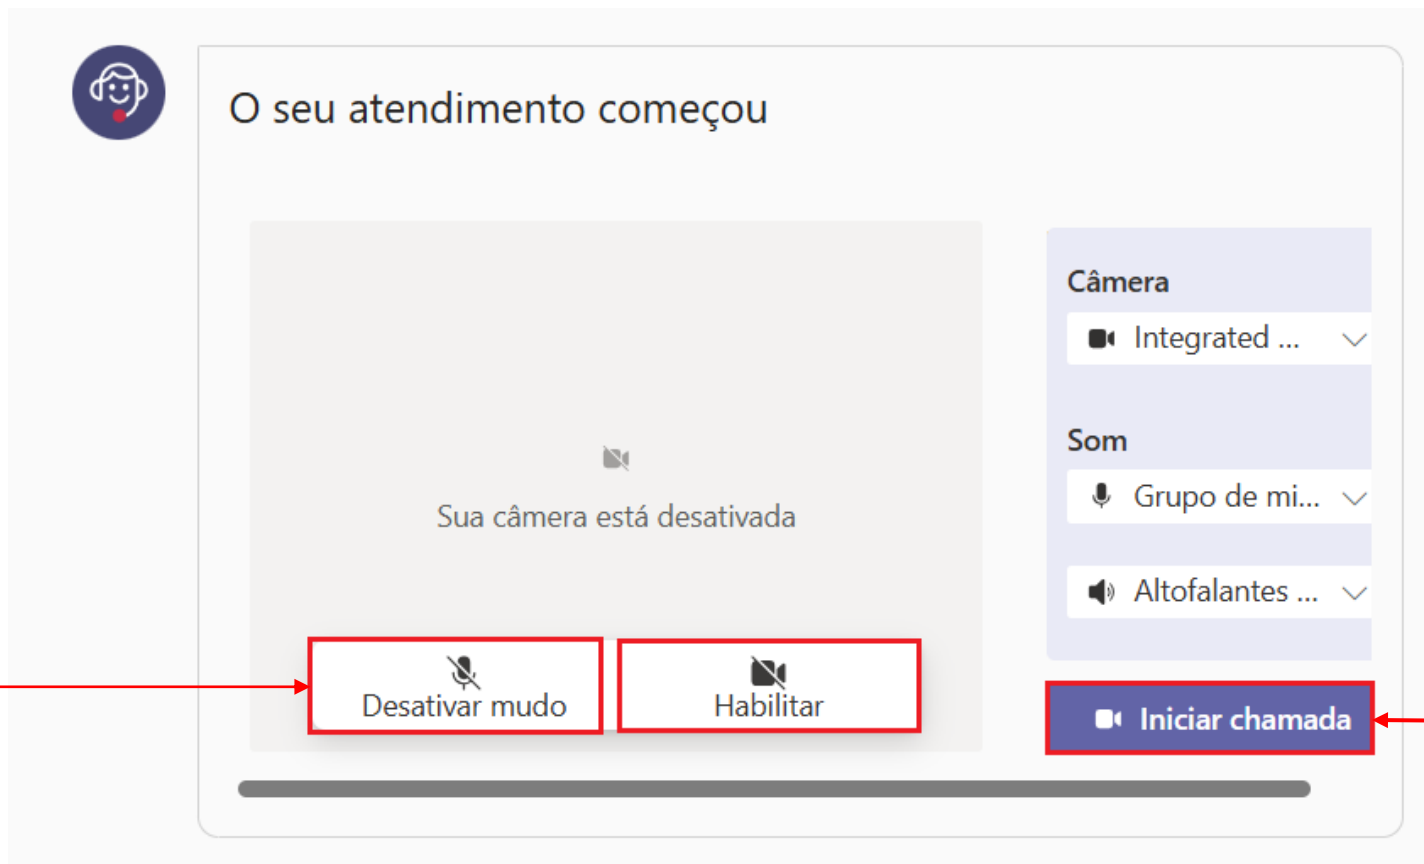 O seu atendimento começou
Câmera
Integrated ...
Som
Grupo de mi...
Sua câmera está desativada
Altofalantes ...
Desativar mudo
Habilitar
Iniciar chamada